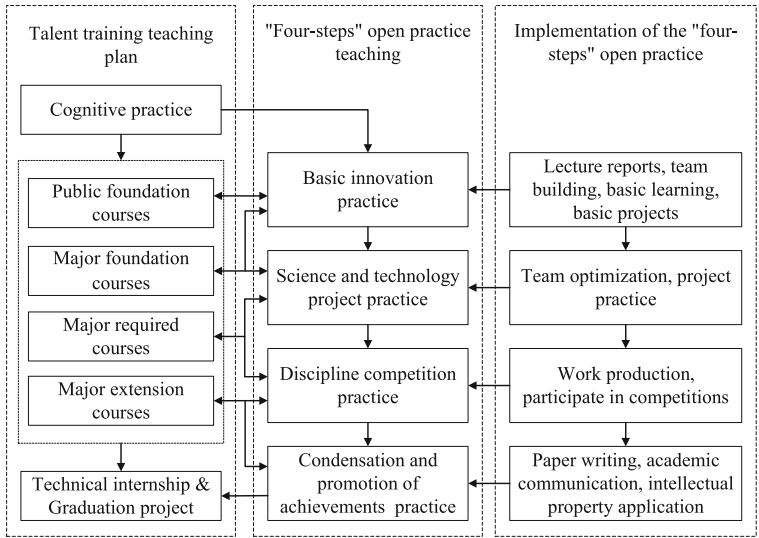 Talent training teaching
plan
Cognitive practice
Public foundation
courses
Major foundation
courses
Major required
courses
Major extension
courses
Technical internship &
Graduation project
"Four-steps" open practice
teaching
Basic innovation
practice
Science and technology
project practice
Discipline competition
practice
Condensation and
promotion of
achievements practice
Implementation of the "four-
steps" open practice
Lecture reports, team
building, basic learning,
basic projects
Team optimization, project
practice
Work production,
participate in competitions
Paper writing, academic
communication, intellectual
property application